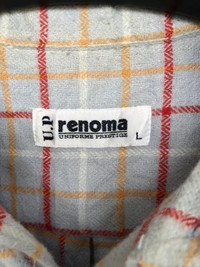 U.P
renoma
UNIFORME PRESTIGE
L